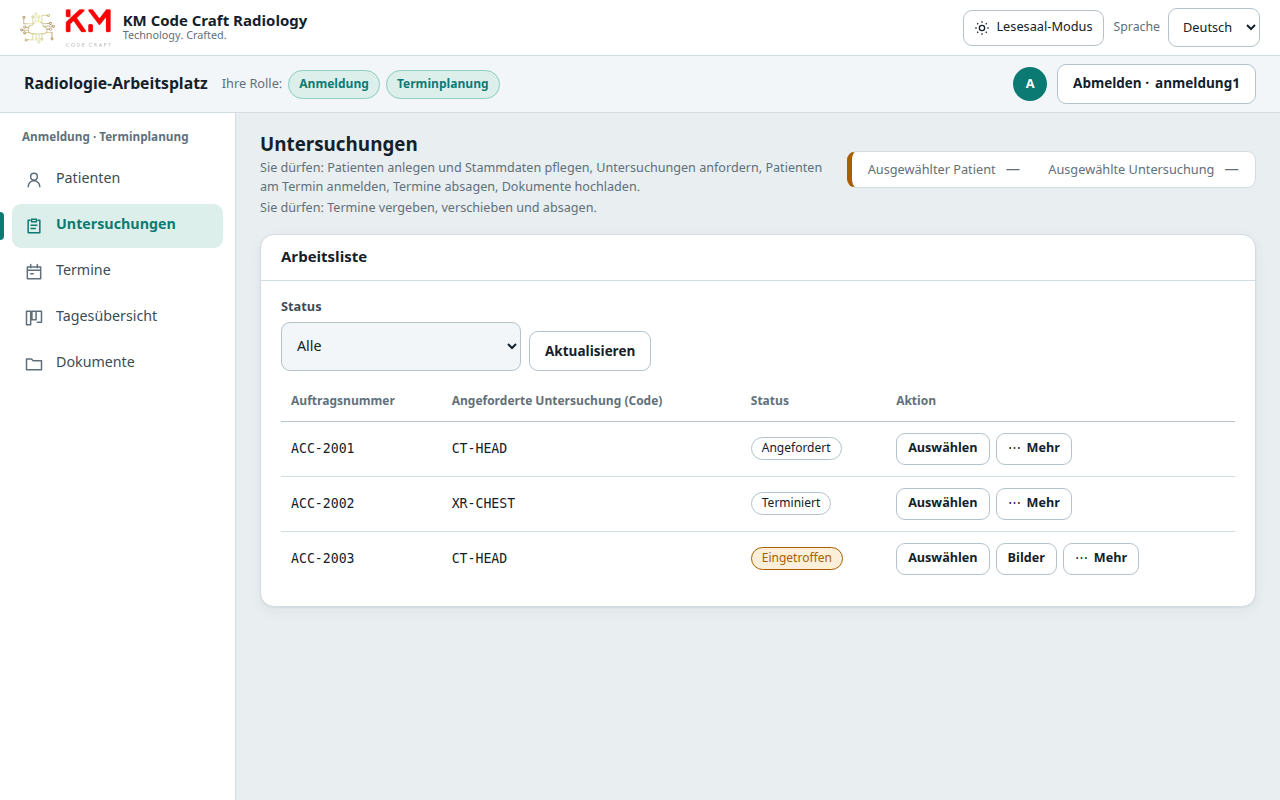 KM
CODE CRAFT
KM Code Craft Radiology
Technology. Crafted.
Lesesaal-Modus
Sprache
Deutsch
Radiologie-Arbeitsplatz
Ihre Rolle:
Anmeldung
Terminplanung
A
Abmelden · anmeldung1
Anmeldung · Terminplanung
Patienten
Untersuchungen
Termine
Tagesübersicht
Dokumente
Untersuchungen
Sie dürfen: Patienten anlegen und Stammdaten pflegen, Untersuchungen anfordern, Patienten
am Termin anmelden, Termine absagen, Dokumente hochladen.
Sie dürfen: Termine vergeben, verschieben und absagen.
Ausgewählter Patient —
Ausgewählte Untersuchung —
Arbeitsliste
Status
Alle
Aktualisieren
Auftragsnummer Angeforderte Untersuchung (Code) Status Aktion
ACC-2001 CT-HEAD Angefordert Auswählen ··· Mehr
ACC-2002 XR-CHEST Terminiert Auswählen ··· Mehr
ACC-2003 CT-HEAD Eingetroffen Auswählen Bilder ··· Mehr